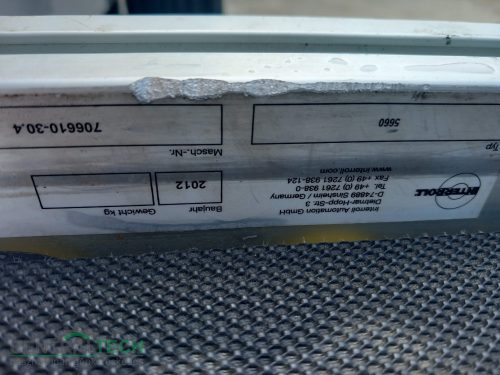 INTERROLL
Interroll Automation GmbH
Dietmar-Hopp-Str. 3
D-74889 Sinsheim / Germany
Tel. +49 (0) 7261 938-0
Fax +49 (0) 7261 938-124
www.interroll.com
Baujahr
2012
Gewicht kg
Typ
5660
Masch.-Nr.
706610-30.4
TECH